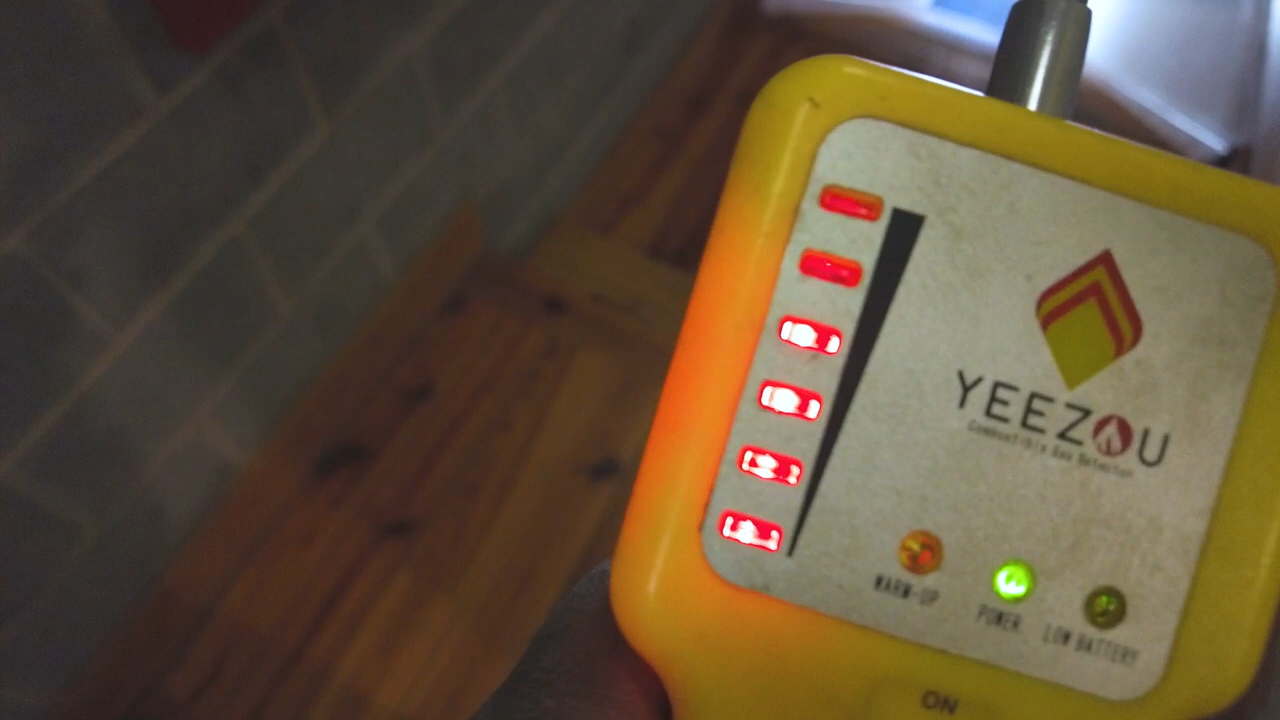 YEEZOU
Combustible Gas Detector
WARM-UP
POWER
LOW BATTERY
ON